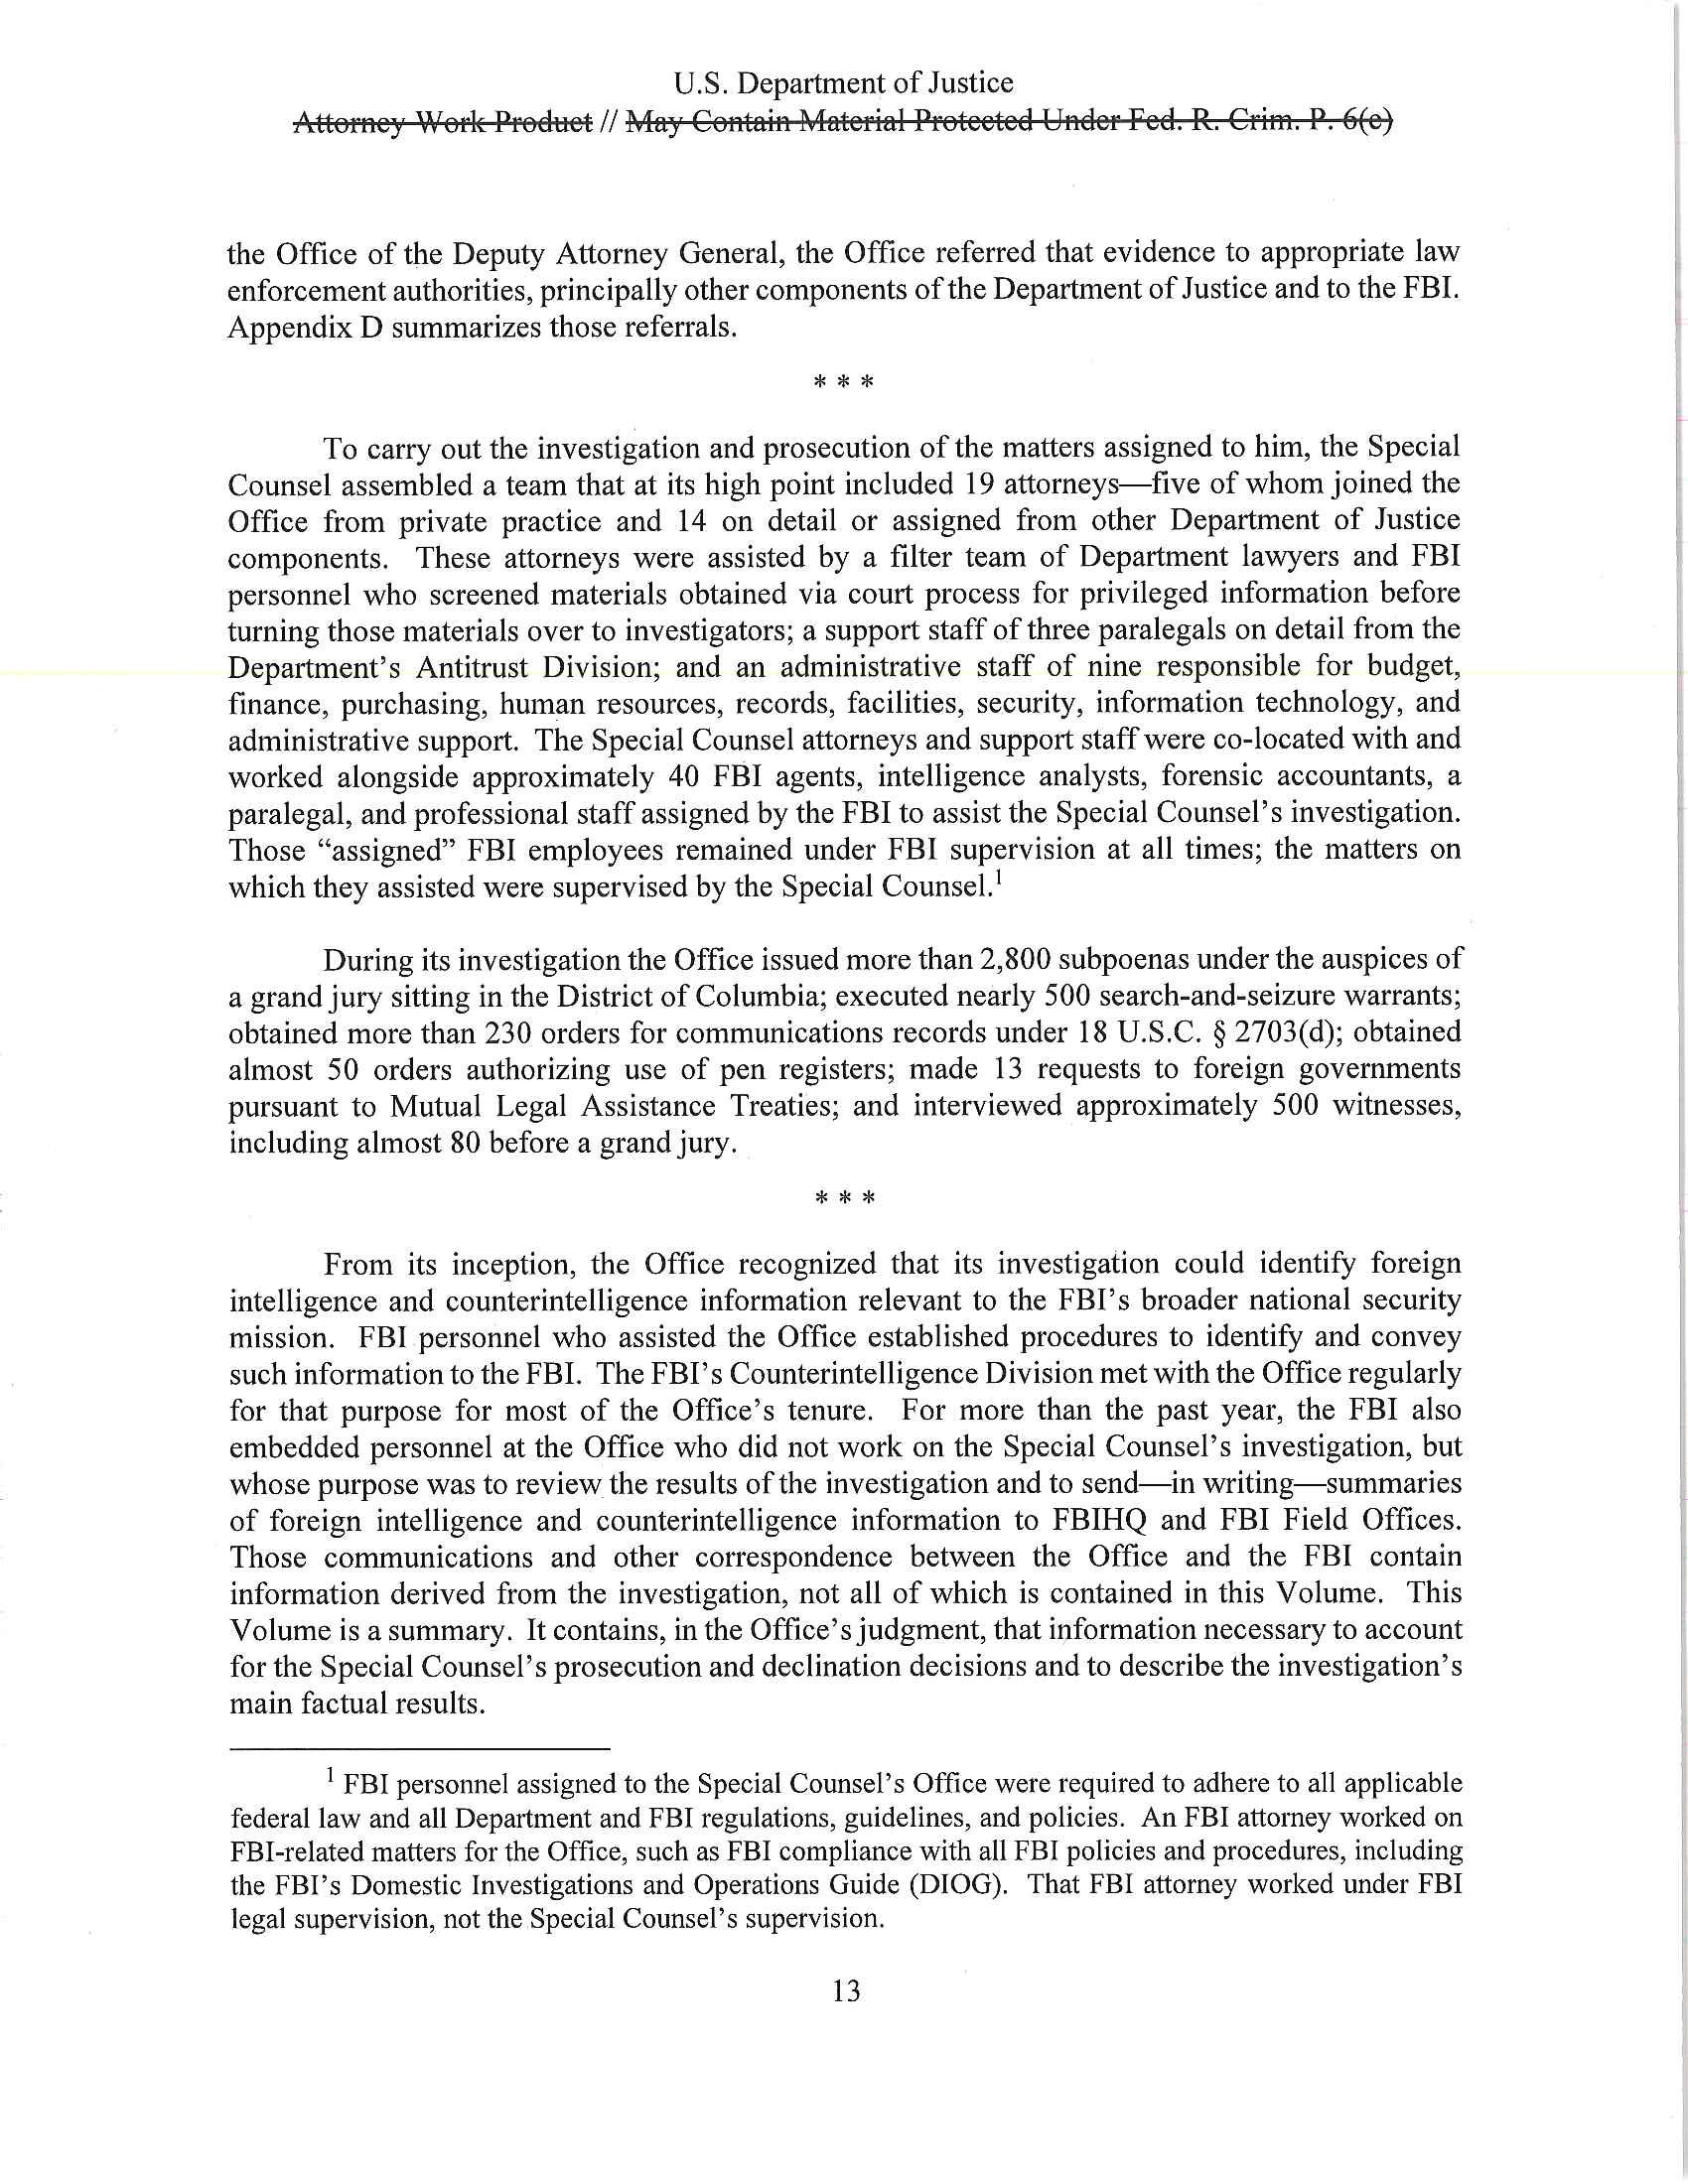 U.S. Department of Justice
Attorney Work Product // May Contain Material Protected Under Fed. R. Crim. P. 6(e)
the Office of the Deputy Attorney General, the Office referred that evidence to appropriate law
enforcement authorities, principally other components of the Department of Justice and to the FBI.
Appendix D summarizes those referrals.
* * *
To carry out the investigation and prosecution of the matters assigned to him, the Special
Counsel assembled a team that at its high point included 19 attorneys—five of whom joined the
Office from private practice and 14 on detail or assigned from other Department of Justice
components. These attorneys were assisted by a filter team of Department lawyers and FBI
personnel who screened materials obtained via court process for privileged information before
turning those materials over to investigators; a support staff of three paralegals on detail from the
Department's Antitrust Division; and an administrative staff of nine responsible for budget,
finance, purchasing, human resources, records, facilities, security, information technology, and
administrative support. The Special Counsel attorneys and support staff were co-located with and
worked alongside approximately 40 FBI agents, intelligence analysts, forensic accountants, a
paralegal, and professional staff assigned by the FBI to assist the Special Counsel's investigation.
Those “assigned” FBI employees remained under FBI supervision at all times; the matters on
which they assisted were supervised by the Special Counsel.1
During its investigation the Office issued more than 2,800 subpoenas under the auspices of
a grand jury sitting in the District of Columbia; executed nearly 500 search-and-seizure warrants;
obtained more than 230 orders for communications records under 18 U.S.C. § 2703(d); obtained
almost 50 orders authorizing use of pen registers; made 13 requests to foreign governments
pursuant to Mutual Legal Assistance Treaties; and interviewed approximately 500 witnesses,
including almost 80 before a grand jury.
* * *
From its inception, the Office recognized that its investigation could identify foreign
intelligence and counterintelligence information relevant to the FBI's broader national security
mission. FBI personnel who assisted the Office established procedures to identify and convey
such information to the FBI. The FBI's Counterintelligence Division met with the Office regularly
for that purpose for most of the Office's tenure. For more than the past year, the FBI also
embedded personnel at the Office who did not work on the Special Counsel's investigation, but
whose purpose was to review the results of the investigation and to send—in writing—summaries
of foreign intelligence and counterintelligence information to FBIHQ and FBI Field Offices.
Those communications and other correspondence between the Office and the FBI contain
information derived from the investigation, not all of which is contained in this Volume. This
Volume is a summary. It contains, in the Office's judgment, that information necessary to account
for the Special Counsel's prosecution and declination decisions and to describe the investigation's
main factual results.
1 FBI personnel assigned to the Special Counsel's Office were required to adhere to all applicable
federal law and all Department and FBI regulations, guidelines, and policies. An FBI attorney worked on
FBI-related matters for the Office, such as FBI compliance with all FBI policies and procedures, including
the FBI's Domestic Investigations and Operations Guide (DIOG). That FBI attorney worked under FBI
legal supervision, not the Special Counsel's supervision.
13